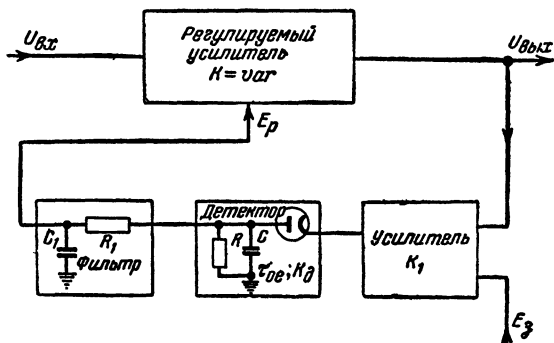 Uвх
Регулируемый
усилитель
K = var
Uвых
Eр
Детектор
C₁
R₁
Фильтр
R
C
τое; Kд
Усилитель
K₁
Eз